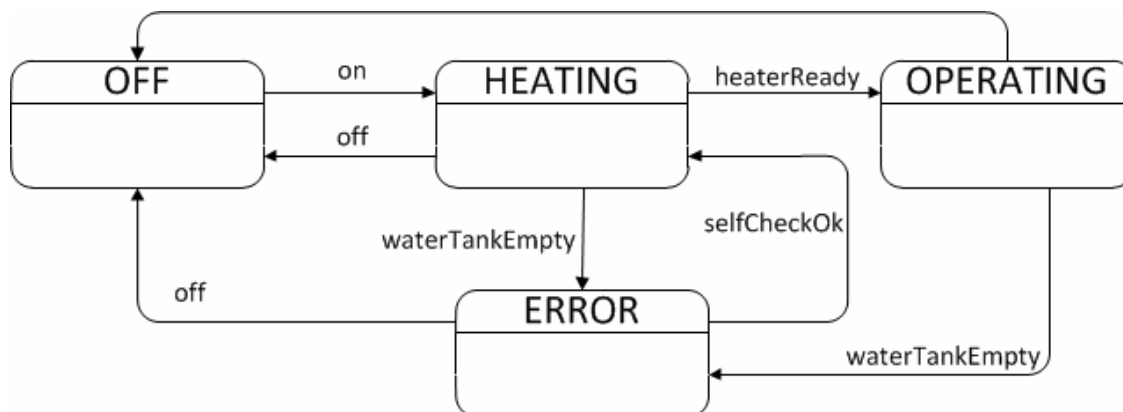 OFF
on
HEATING
heaterReady
OPERATING
off
waterTankEmpty
selfCheckOk
off
ERROR
waterTankEmpty